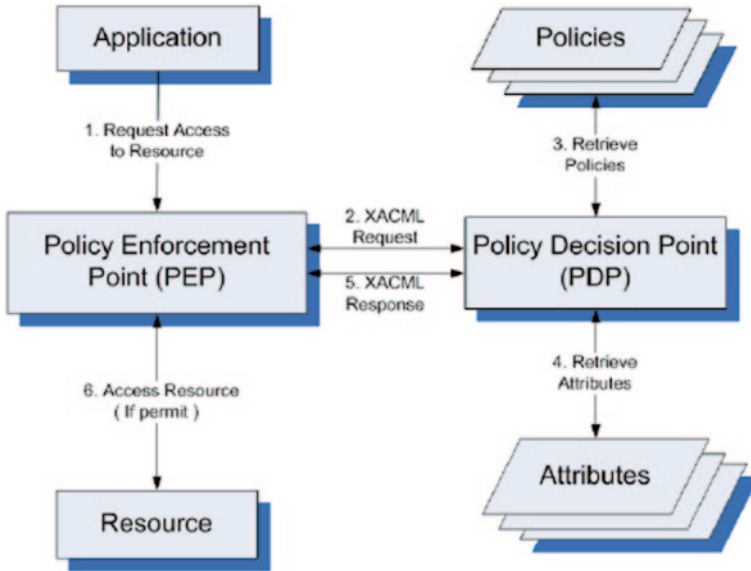 Application
Policies
1. Request Access
to Resource
3. Retrieve
Policies
Policy Enforcement
Point (PEP)
2. XACML
Request
5. XACML
Response
Policy Decision Point
(PDP)
6. Access Resource
( If permit )
4. Retrieve
Attributes
Resource
Attributes